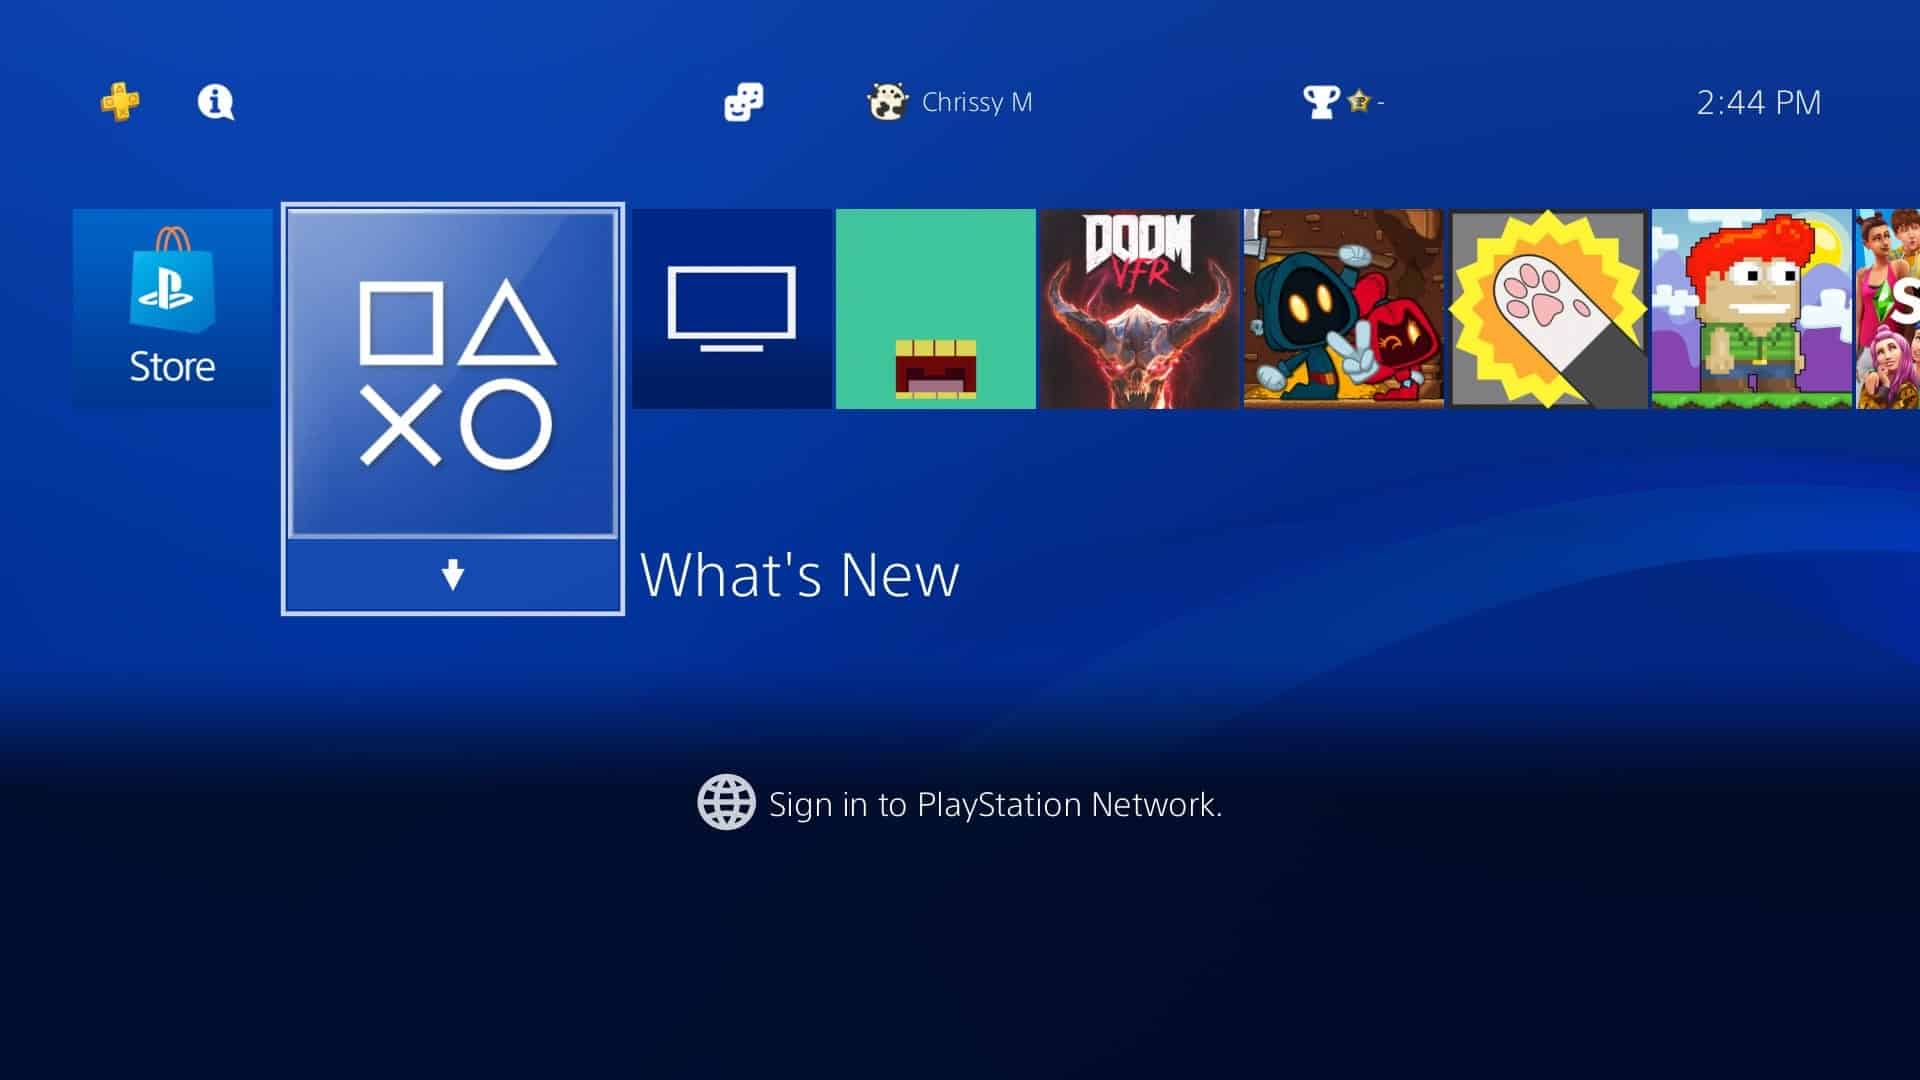 Chrissy M
-
2:44 PM
Store
DOOM
VFR
S
What's New
Sign in to PlayStation Network.